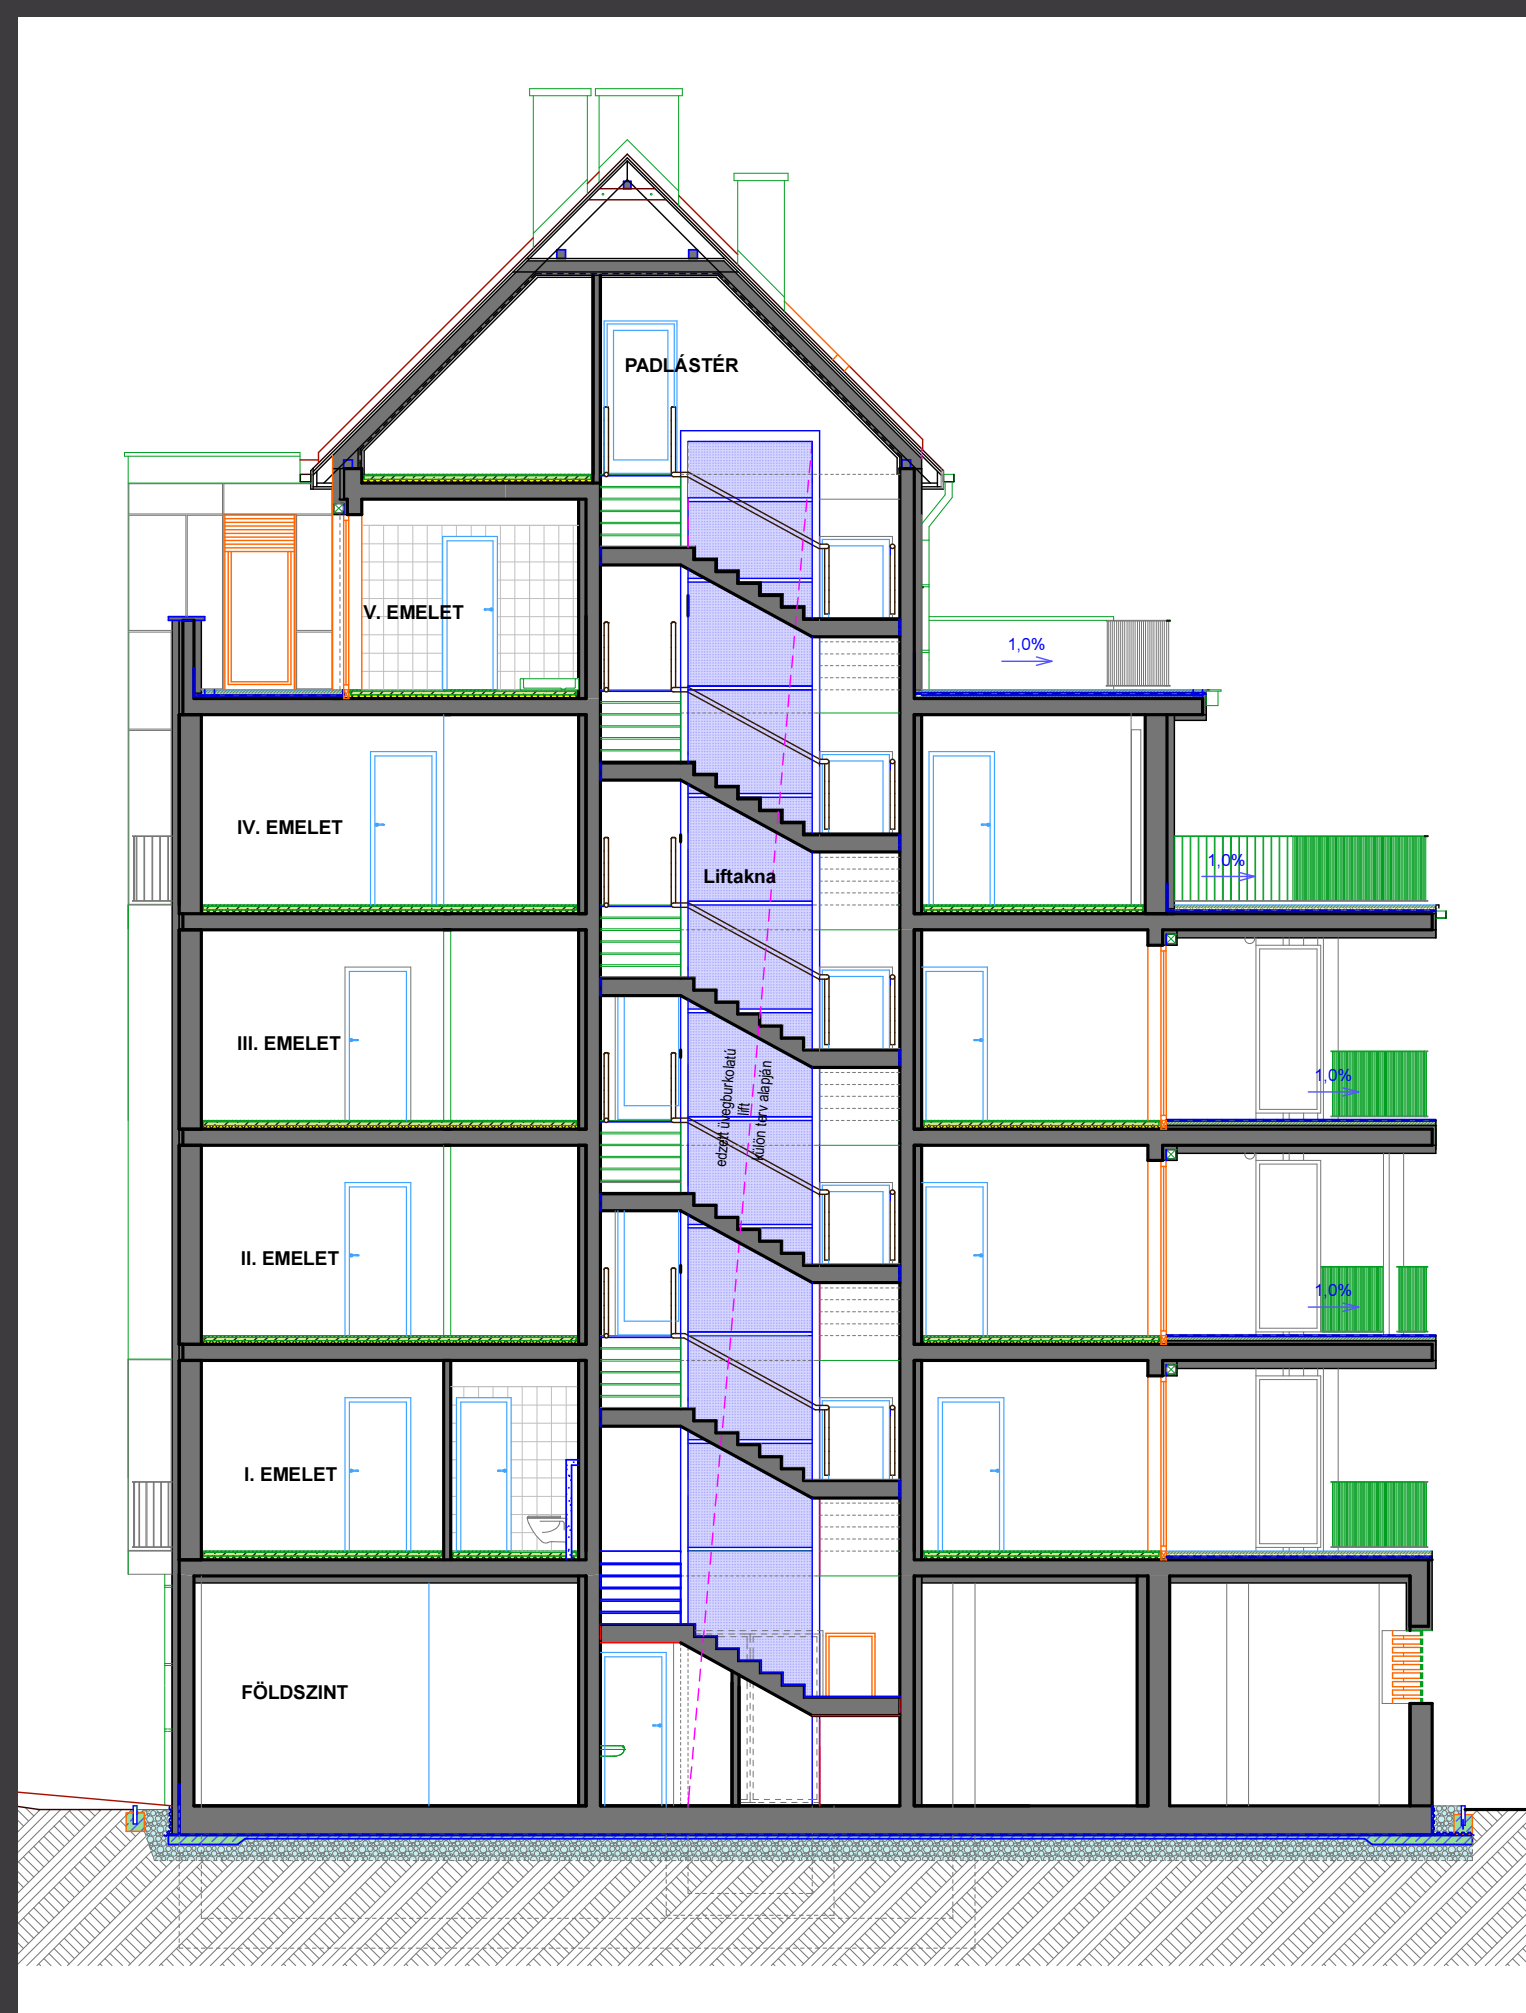 PADLÁSTÉR
V. EMELET
1,0%
IV. EMELET
1,0%
Liftakna
III. EMELET
1,0%
edzett üvegburkolatú
lift
külön terv alapján
II. EMELET
1,0%
I. EMELET
FÖLDSZINT